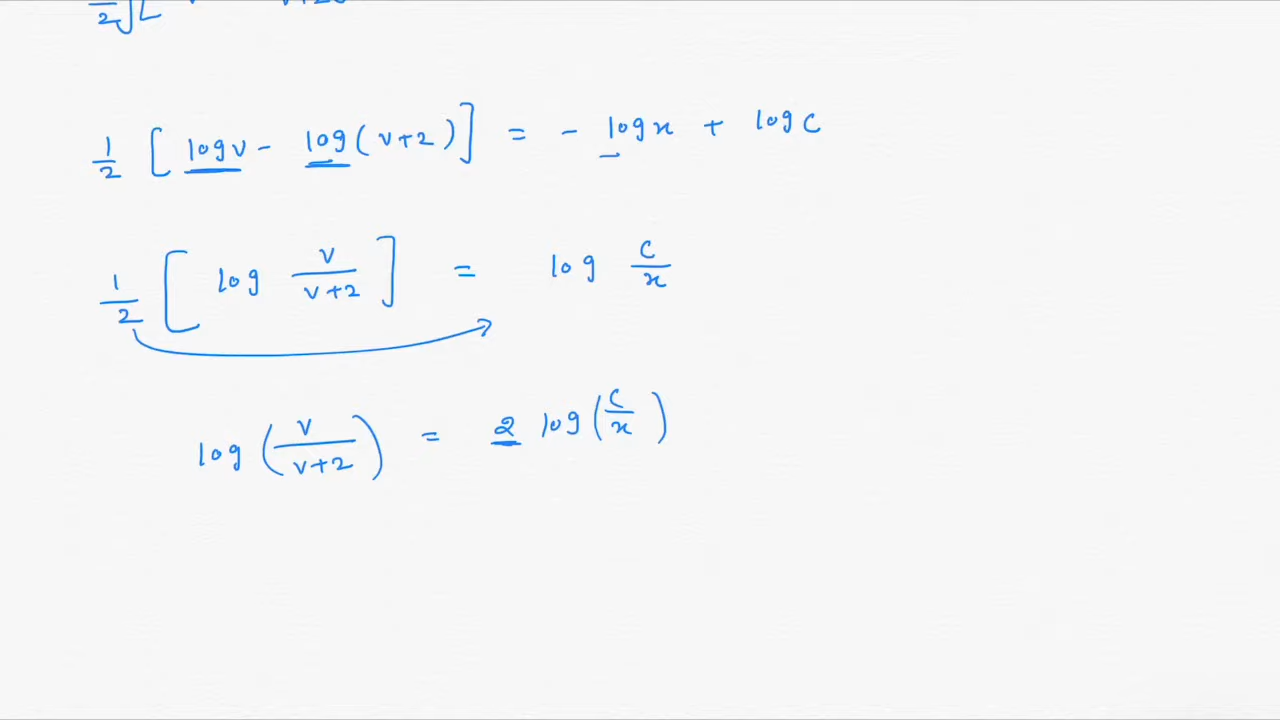 1/2 [ log v - log (v+2) ] = - log x + log C
1/2 [ log v/(v+2) ] = log C/x
log (v/(v+2)) = 2 log (C/x)